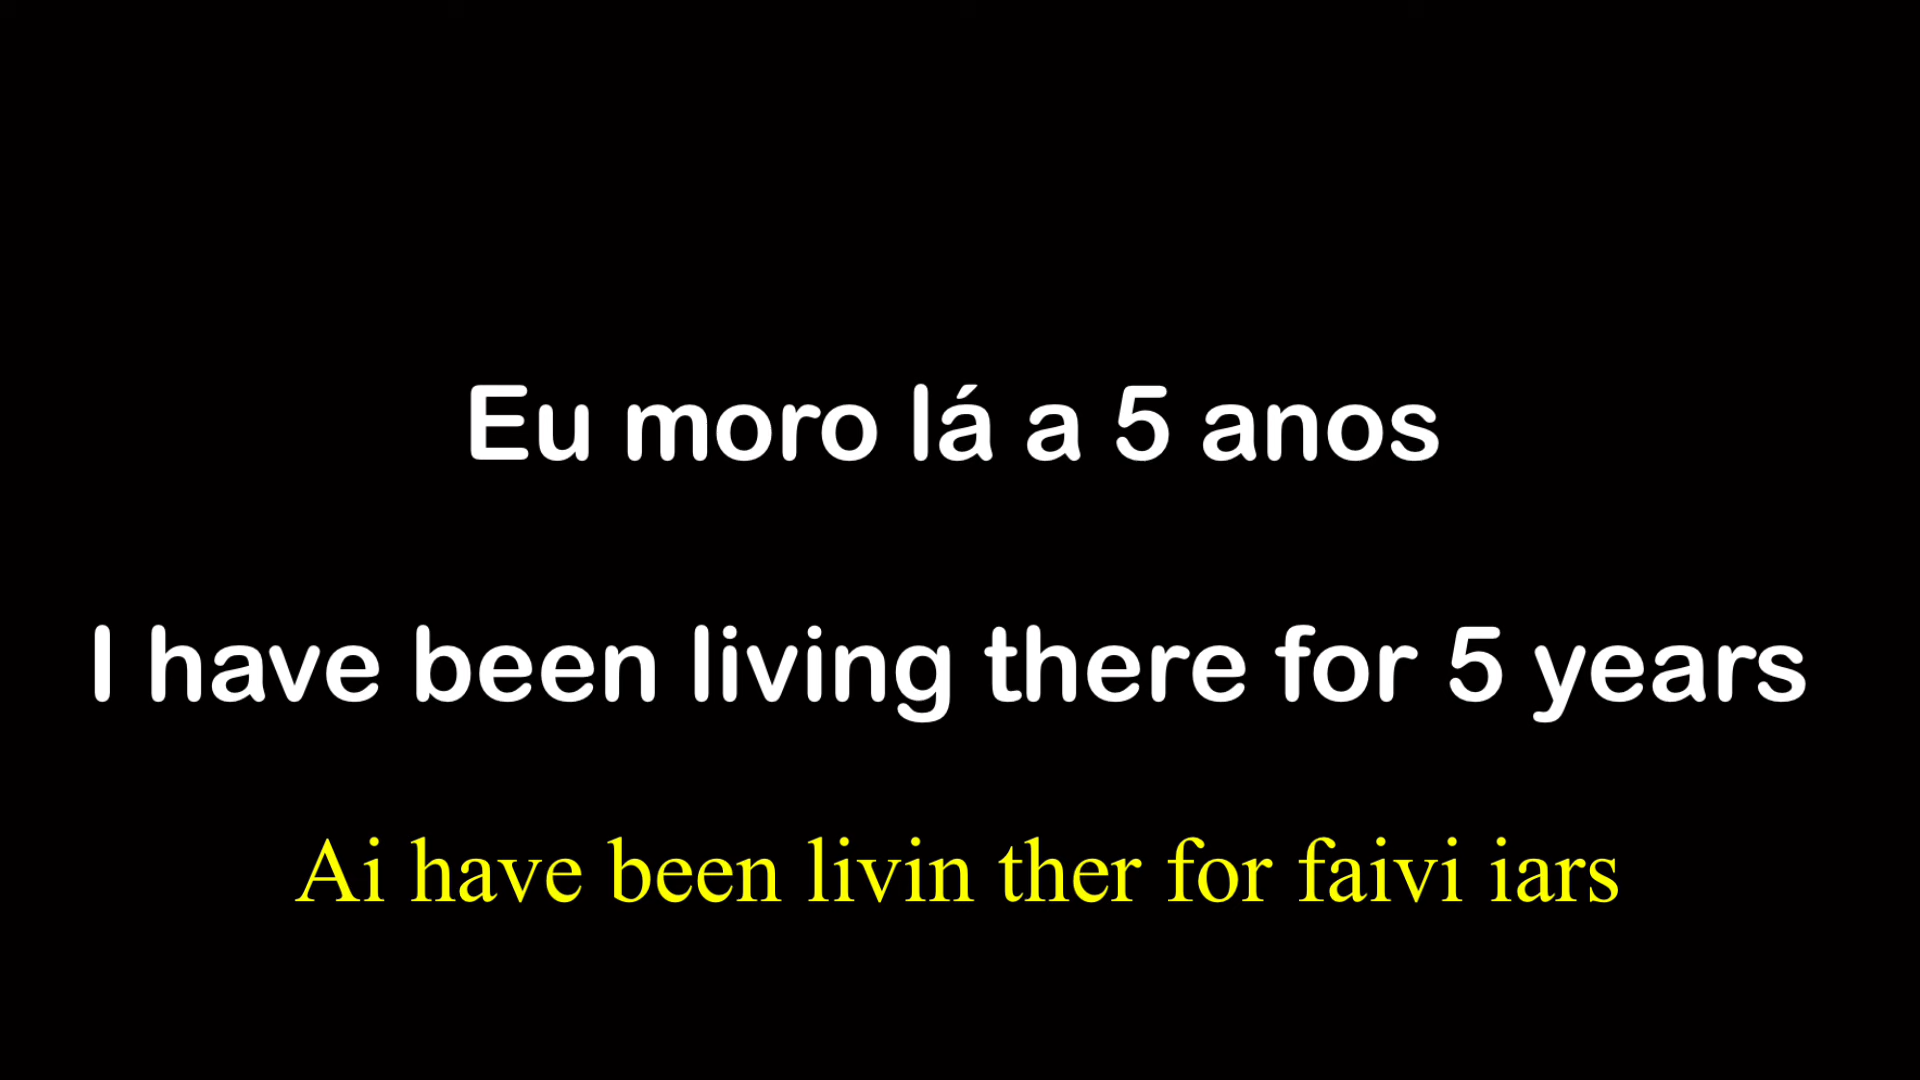 Eu moro lá a 5 anos
I have been living there for 5 years
Ai have been livin ther for faivi iars